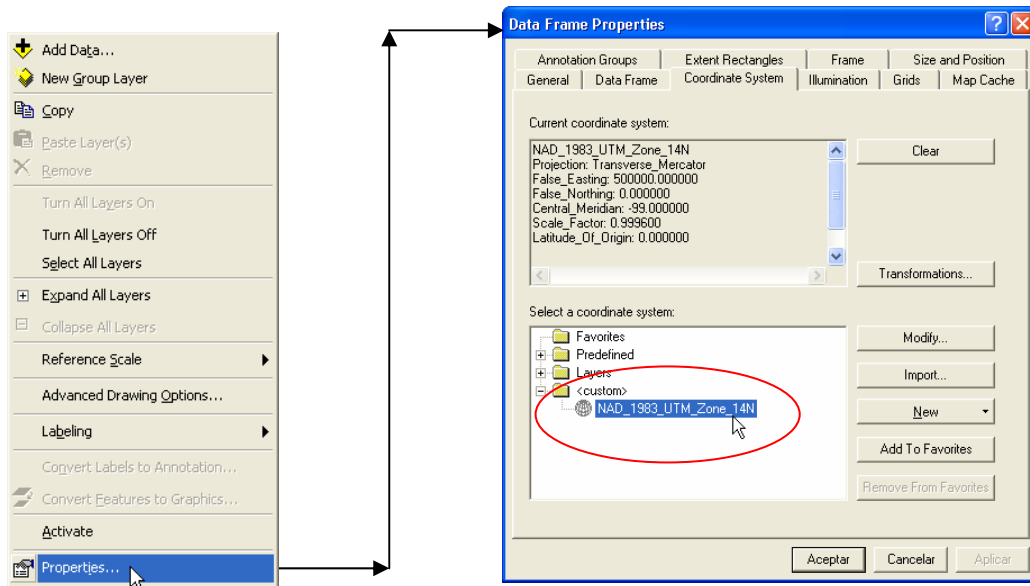 Add Data...
New Group Layer
Copy
Paste Layer(s)
Remove
Turn All Layers On
Turn All Layers Off
Select All Layers
Expand All Layers
Collapse All Layers
Reference Scale
Advanced Drawing Options...
Labeling
Convert Labels to Annotation...
Convert Features to Graphics...
Activate
Properties...
Data Frame Properties
Annotation Groups
Extent Rectangles
Frame
Size and Position
General
Data Frame
Coordinate System
Illumination
Grids
Map Cache
Current coordinate system:
NAD_1983_UTM_Zone_14N
Projection: Transverse_Mercator
False_Easting: 500000.000000
False_Northing: 0.000000
Central_Meridian: -99.000000
Scale_Factor: 0.999600
Latitude_Of_Origin: 0.000000
Clear
Transformations...
Select a coordinate system:
Favorites
Predefined
Layers
<custom>
NAD_1983_UTM_Zone_14N
Modify...
Import...
New
Add To Favorites
Remove From Favorites
Aceptar
Cancelar
Aplicar